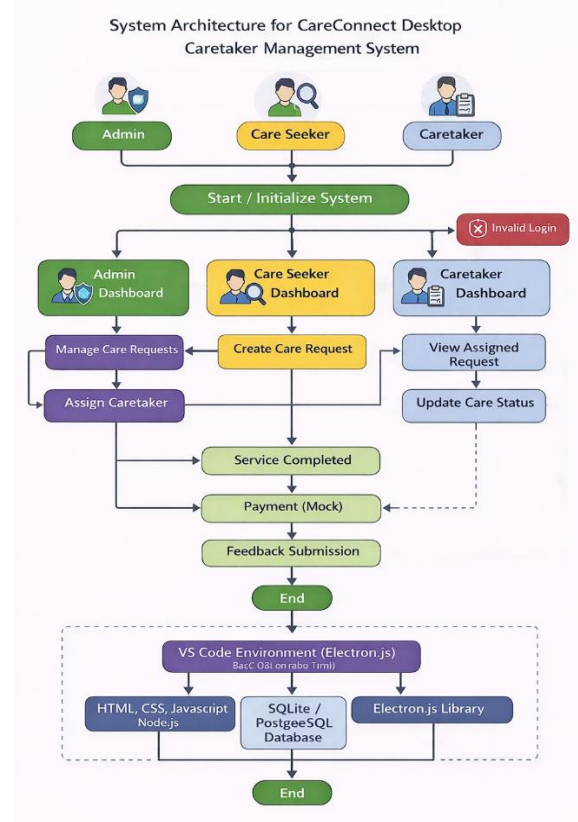 System Architecture for CareConnect Desktop
Caretaker Management System
Admin
Care Seeker
Caretaker
Start / Initialize System
Invalid Login
Admin
Dashboard
Care Seeker
Dashboard
Caretaker
Dashboard
Manage Care Requests
Create Care Request
View Assigned
Request
Assign Caretaker
Update Care Status
Service Completed
Payment (Mock)
Feedback Submission
End
VS Code Environment (Electron.js)
HTML, CSS, Javascript
Node.js
SQLite /
PostgeeSQL
Database
Electron.js Library
End